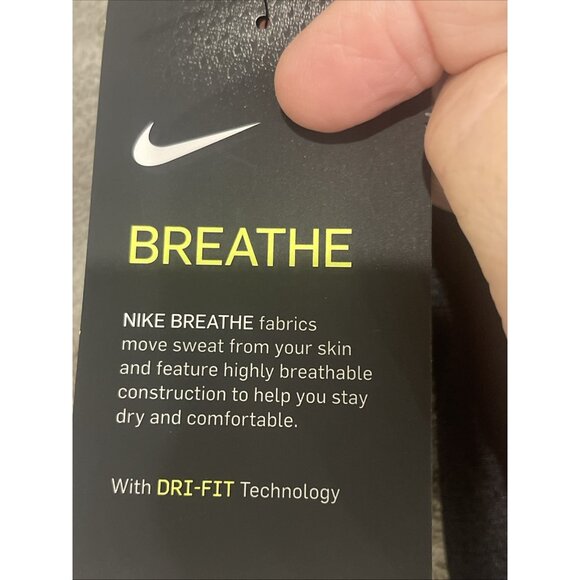 BREATHE
NIKE BREATHE fabrics
move sweat from your skin
and feature highly breathable
construction to help you stay
dry and comfortable.
With DRI-FIT Technology